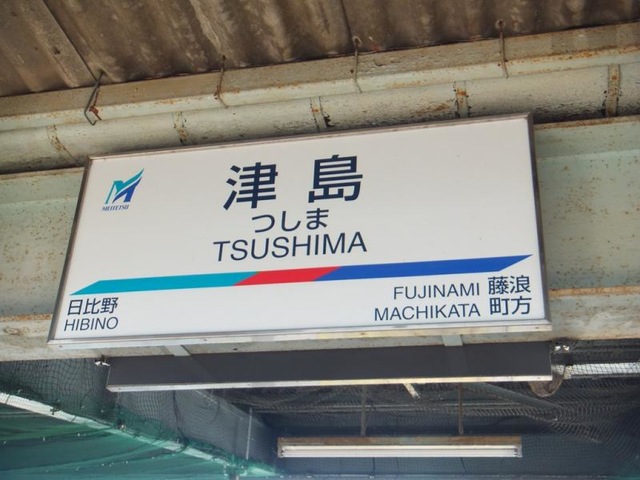 MEITETSU
津島
つしま
TSUSHIMA
日比野
HIBINO
FUJINAMI
MACHIKATA
藤浪
町方